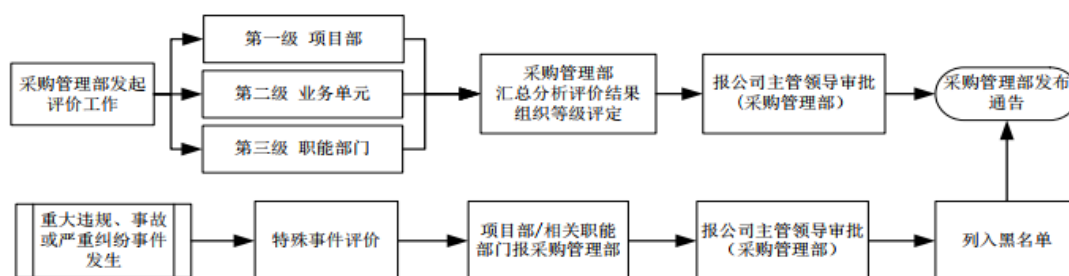 采购管理部发起
评价工作
第一级 项目部
第二级 业务单元
第三级 职能部门
采购管理部
汇总分析评价结果
组织等级评定
报公司主管领导审批
(采购管理部）
采购管理部发布
通告
重大违规、事故
或严重纠纷事件
发生
特殊事件评价
项目部/相关职能
部门报采购管理部
报公司主管领导审批
（采购管理部）
列入黑名单